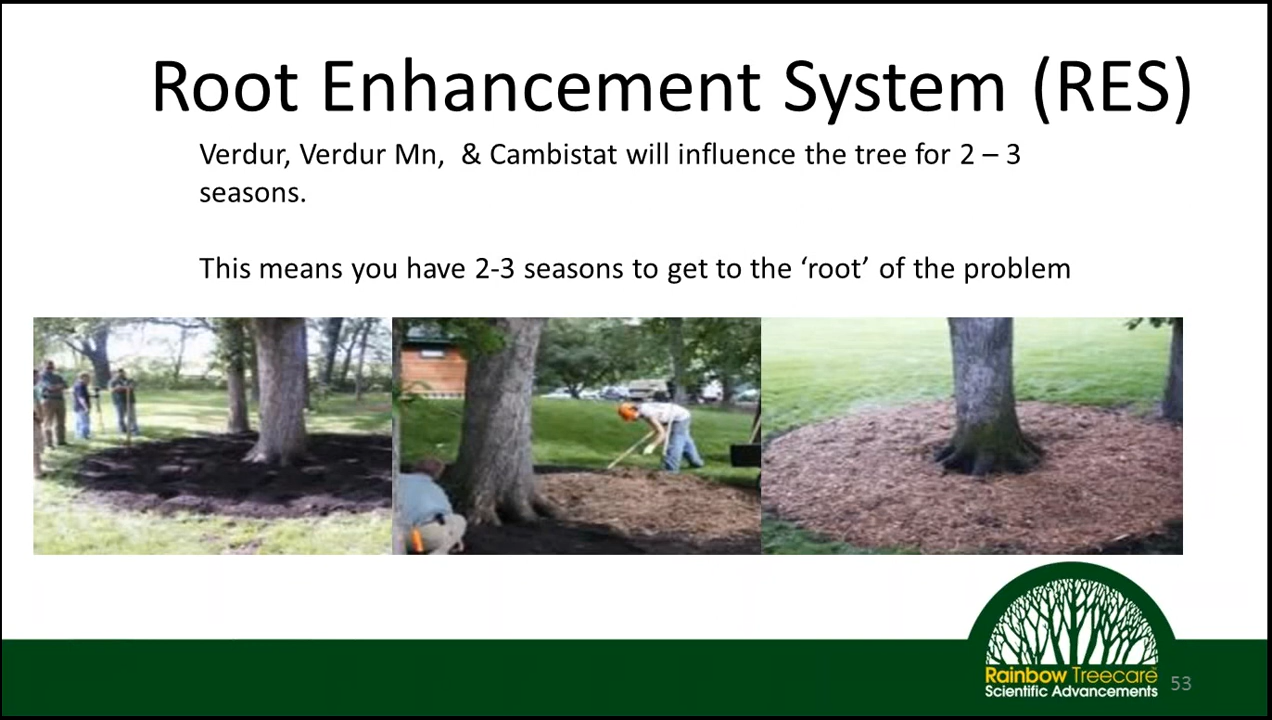 Root Enhancement System (RES)
Verdur, Verdur Mn, & Cambistat will influence the tree for 2 – 3
seasons.
This means you have 2-3 seasons to get to the ‘root’ of the problem
Rainbow Treecare
Scientific Advancements
53